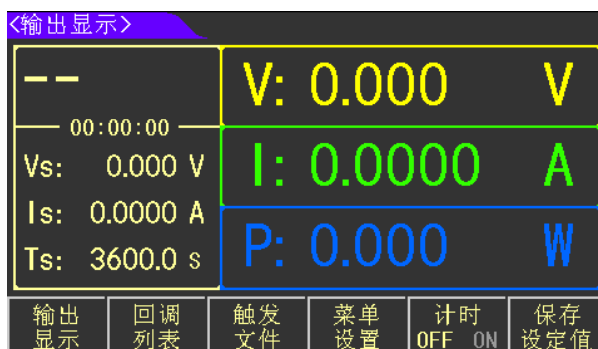 <输出显示>
--
00:00:00
Vs: 0.000 V
Is: 0.0000 A
Ts: 3600.0 s
V: 0.000 V
I: 0.0000 A
P: 0.000 W
输出 显示
回调 列表
触发 文件
菜单 设置
计时 OFF ON
保存 设定值